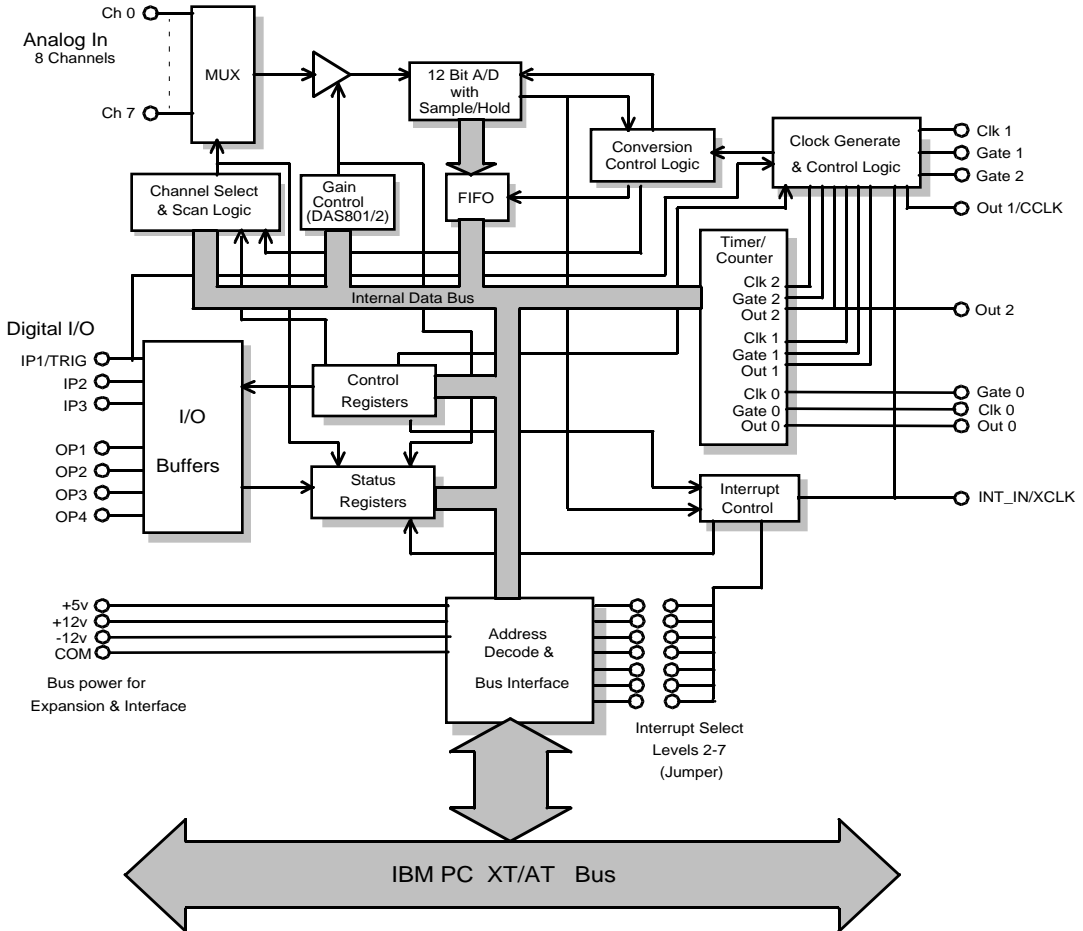 Ch 0
Analog In
8 Channels
Ch 7
MUX
12 Bit A/D
with
Sample/Hold
Conversion
Control Logic
Clock Generate
& Control Logic
Clk 1
Gate 1
Gate 2
Out 1/CCLK
Channel Select
& Scan Logic
Gain
Control
(DAS801/2)
FIFO
Timer/
Counter
Clk 2
Gate 2
Out 2
Clk 1
Gate 1
Out 1
Clk 0
Gate 0
Out 0
Out 2
Gate 0
Clk 0
Out 0
Internal Data Bus
Digital I/O
IP1/TRIG
IP2
IP3
OP1
OP2
OP3
OP4
I/O
Buffers
Control
Registers
Status
Registers
Interrupt
Control
INT_IN/XCLK
+5v
+12v
-12v
COM
Bus power for
Expansion & Interface
Address
Decode &
Bus Interface
Interrupt Select
Levels 2-7
(Jumper)
IBM PC XT/AT Bus